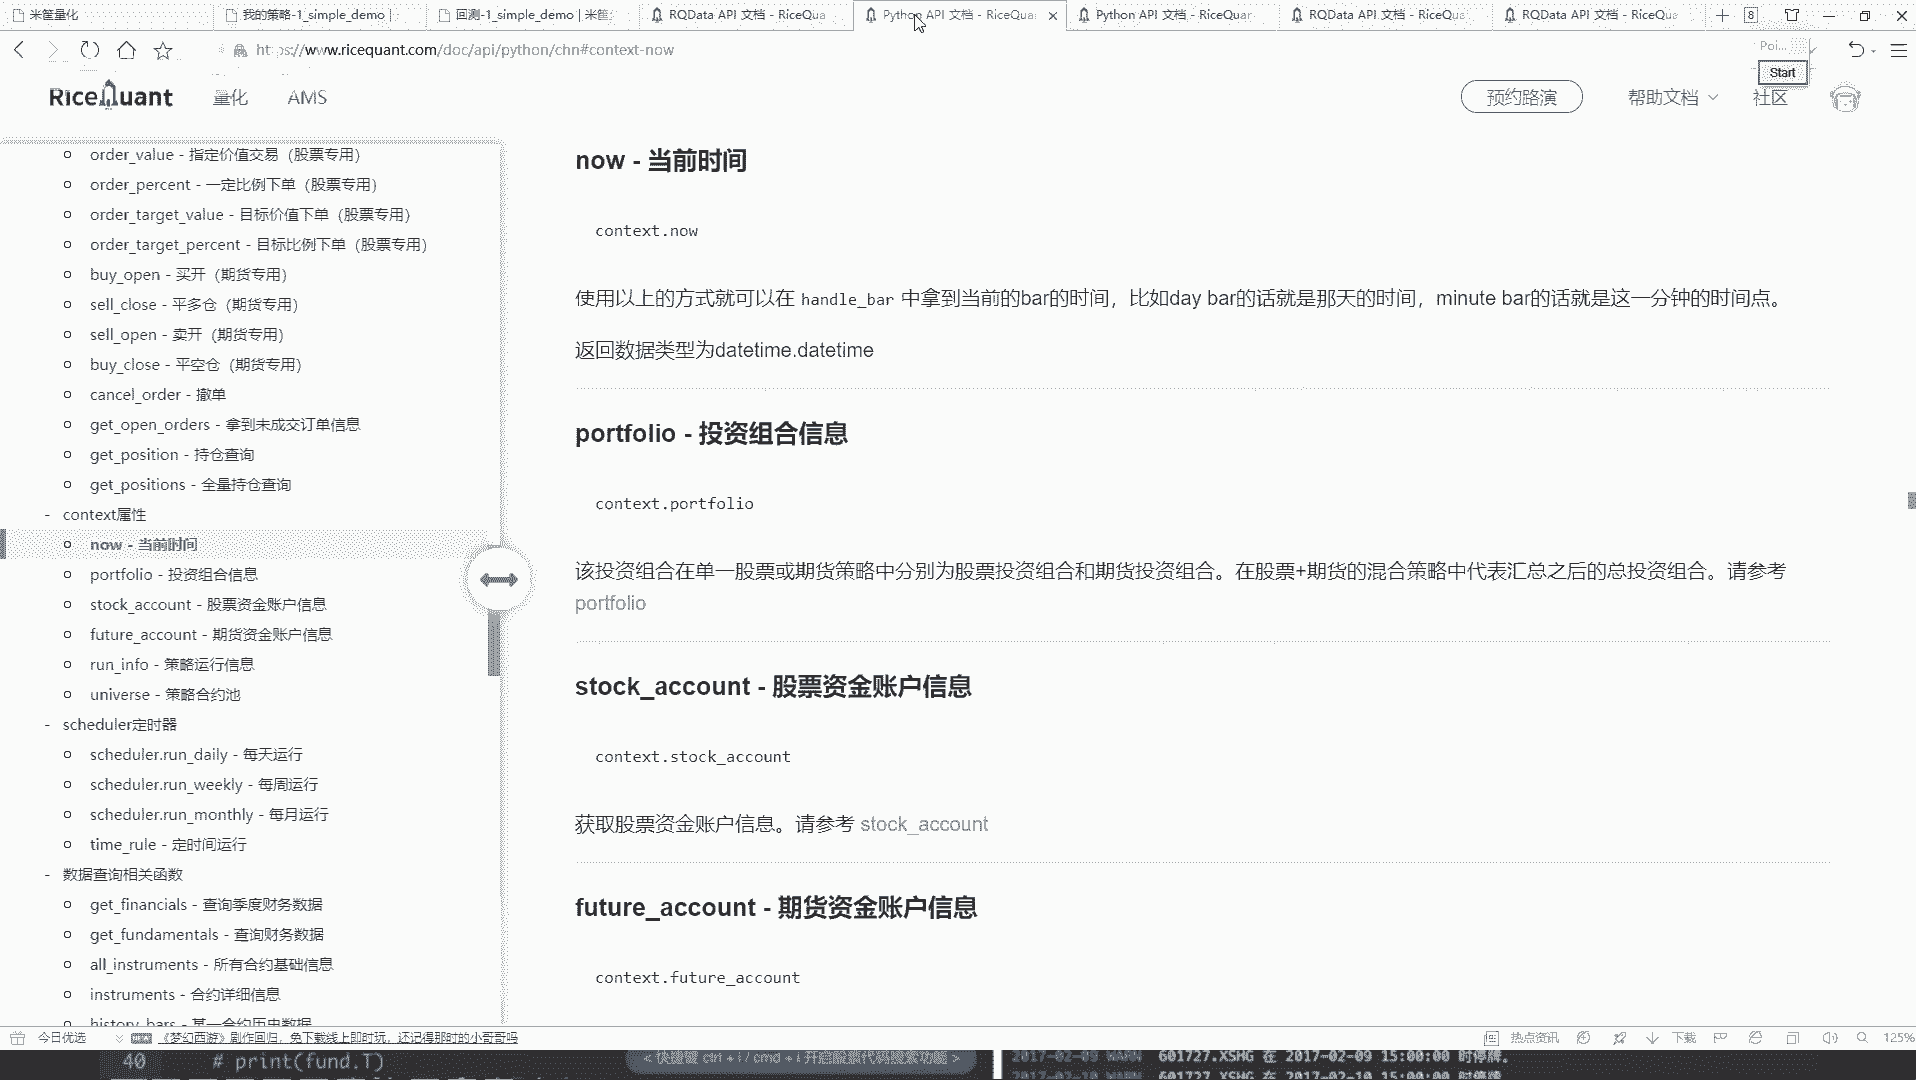 米筐量化
我的策略-1_simple_demo |
回测-1_simple_demo | 米筐
RQData API 文档 - RiceQua
Python API 文档 - RiceQua
Python API 文档 - RiceQuar
RQData API 文档 - RiceQua
RQData API 文档 - RiceQua
8
https://www.ricequant.com/doc/api/python/chn#context-now
Poi...
Start
RiceQuant
量化
AMS
预约路演
帮助文档
社区
order_value - 指定价值交易（股票专用）
order_percent - 一定比例下单（股票专用）
order_target_value - 目标价值下单（股票专用）
order_target_percent - 目标比例下单（股票专用）
buy_open - 买开（期货专用）
sell_close - 平多仓（期货专用）
sell_open - 卖开（期货专用）
buy_close - 平空仓（期货专用）
cancel_order - 撤单
get_open_orders - 拿到未成交订单信息
get_position - 持仓查询
get_positions - 全量持仓查询
- context属性
now - 当前时间
portfolio - 投资组合信息
stock_account - 股票资金账户信息
future_account - 期货资金账户信息
run_info - 策略运行信息
universe - 策略合约池
- scheduler定时器
scheduler.run_daily - 每天运行
scheduler.run_weekly - 每周运行
scheduler.run_monthly - 每月运行
time_rule - 定时间运行
- 数据查询相关函数
get_financials - 查询季度财务数据
get_fundamentals - 查询财务数据
all_instruments - 所有合约基础信息
instruments - 合约详细信息
history_bars - 某一合约历史数据
now - 当前时间
context.now
使用以上的方式就可以在 handle_bar 中拿到当前的bar的时间，比如day bar的话就是那天的时间，minute bar的话就是这一分钟的时间点。
返回数据类型为datetime.datetime
portfolio - 投资组合信息
context.portfolio
该投资组合在单一股票或期货策略中分别为股票投资组合和期货投资组合。在股票+期货的混合策略中代表汇总之后的总投资组合。请参考
portfolio
stock_account - 股票资金账户信息
context.stock_account
获取股票资金账户信息。请参考 stock_account
future_account - 期货资金账户信息
context.future_account
今日优选
《梦幻西游》剧作回归，免下载线上即时玩，还记得那时的小哥哥吗
热点资讯
下载
125%
40 # print(fund.T)
< 快捷键 ctrl + i / cmd + i 开启股票代码搜索功能 >
2017-02-09 WARN 601727.XSHG 在 2017-02-09 15:00:00 时停牌。
2017-02-10 WARN 601727.XSHG 在 2017-02-10 15:00:00 时停牌